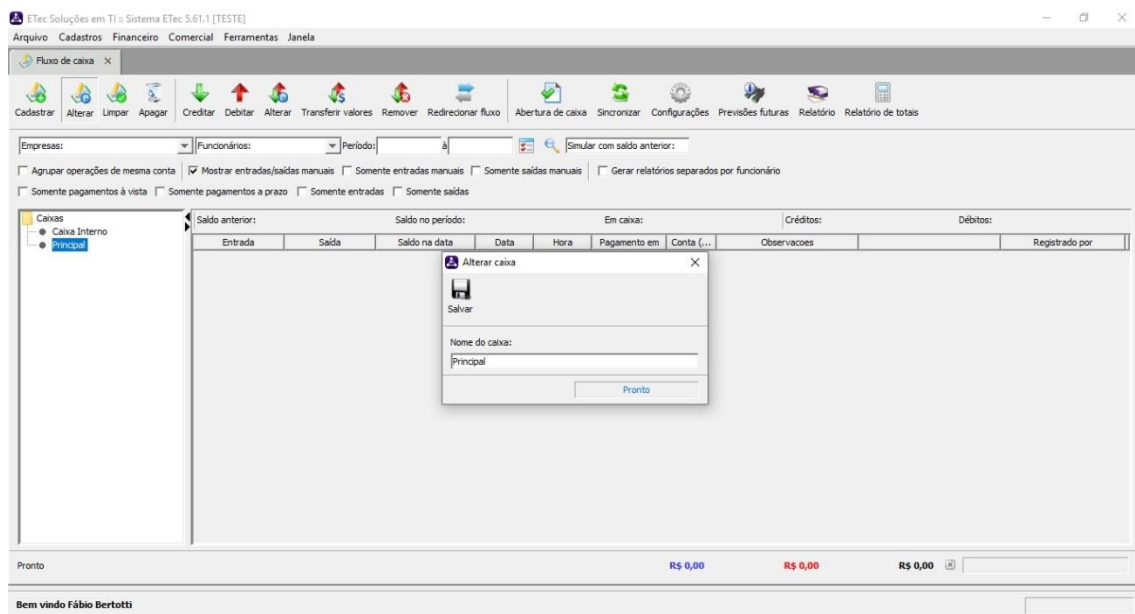 ETec Soluções em TI :: Sistema ETec 5.61.1 [TESTE]
Arquivo Cadastros Financeiro Comercial Ferramentas Janela
Fluxo de caixa
Cadastrar Alterar Limpar Apagar Creditar Debitar Alterar Transferir valores Remover Redirecionar fluxo Abertura de caixa Sincronizar Configurações Previsões futuras Relatório Relatório de totais
Empresas: Funcionários: Período: à Simular com saldo anterior:
Agrupar operações de mesma conta Mostrar entradas/saídas manuais Somente entradas manuais Somente saídas manuais Gerar relatórios separados por funcionário
Somente pagamentos à vista Somente pagamentos a prazo Somente entradas Somente saídas
Caixas
Caixa Interno
Principal
Saldo anterior: Saldo no período: Em caixa: Créditos: Débitos:
Entrada Saída Saldo na data Data Hora Pagamento em Conta (... Observacoes Registrado por
Alterar caixa
Salvar
Nome do caixa:
Principal
Pronto
Pronto R$ 0,00 R$ 0,00 R$ 0,00
Bem vindo Fábio Bertotti